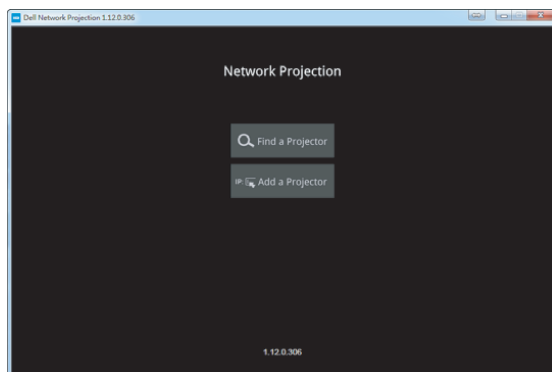 Dell Network Projection 1.12.0.306
Network Projection
Find a Projector
IP: Add a Projector
1.12.0.306